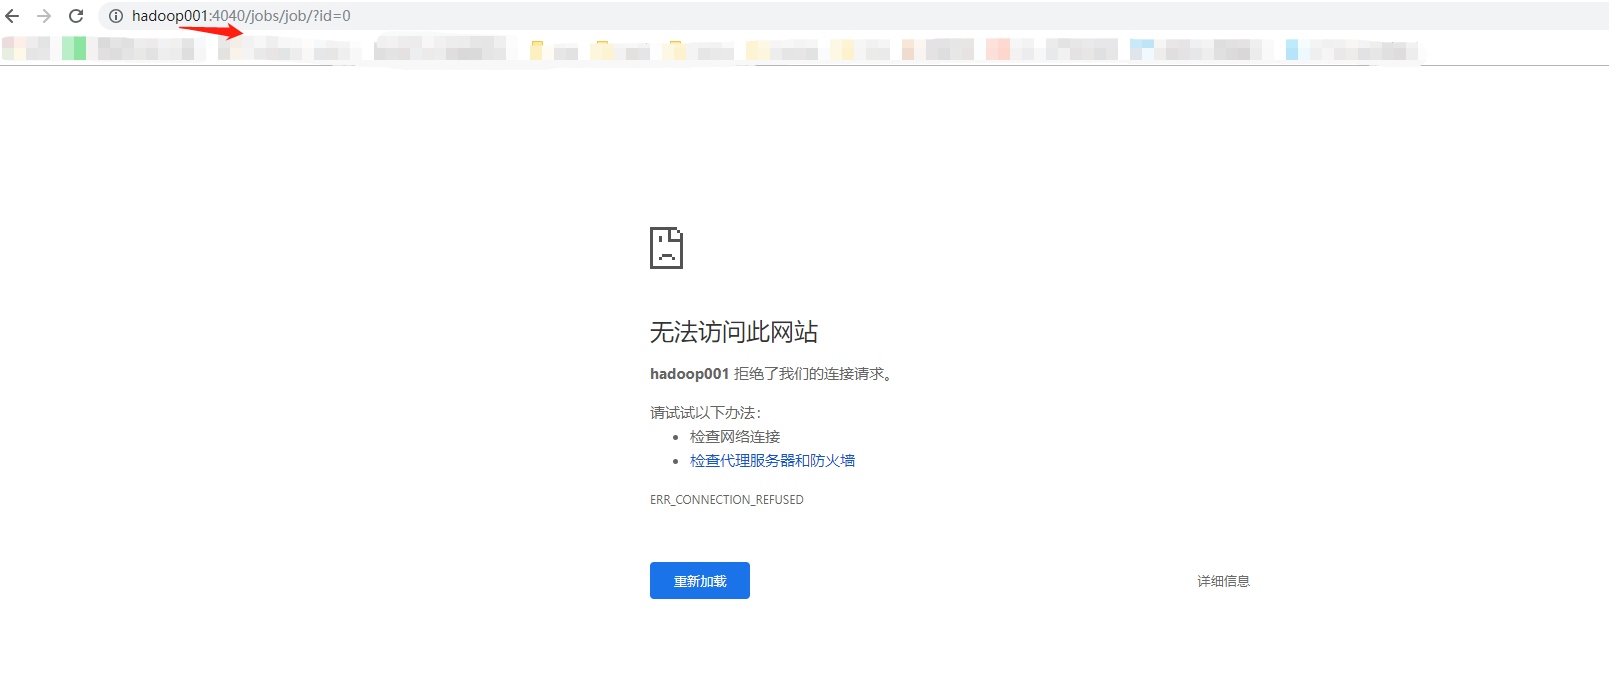 hadoop001:4040/jobs/job/?id=0
无法访问此网站
hadoop001 拒绝了我们的连接请求。
请试试以下办法：
检查网络连接
检查代理服务器和防火墙
ERR_CONNECTION_REFUSED
重新加载
详细信息